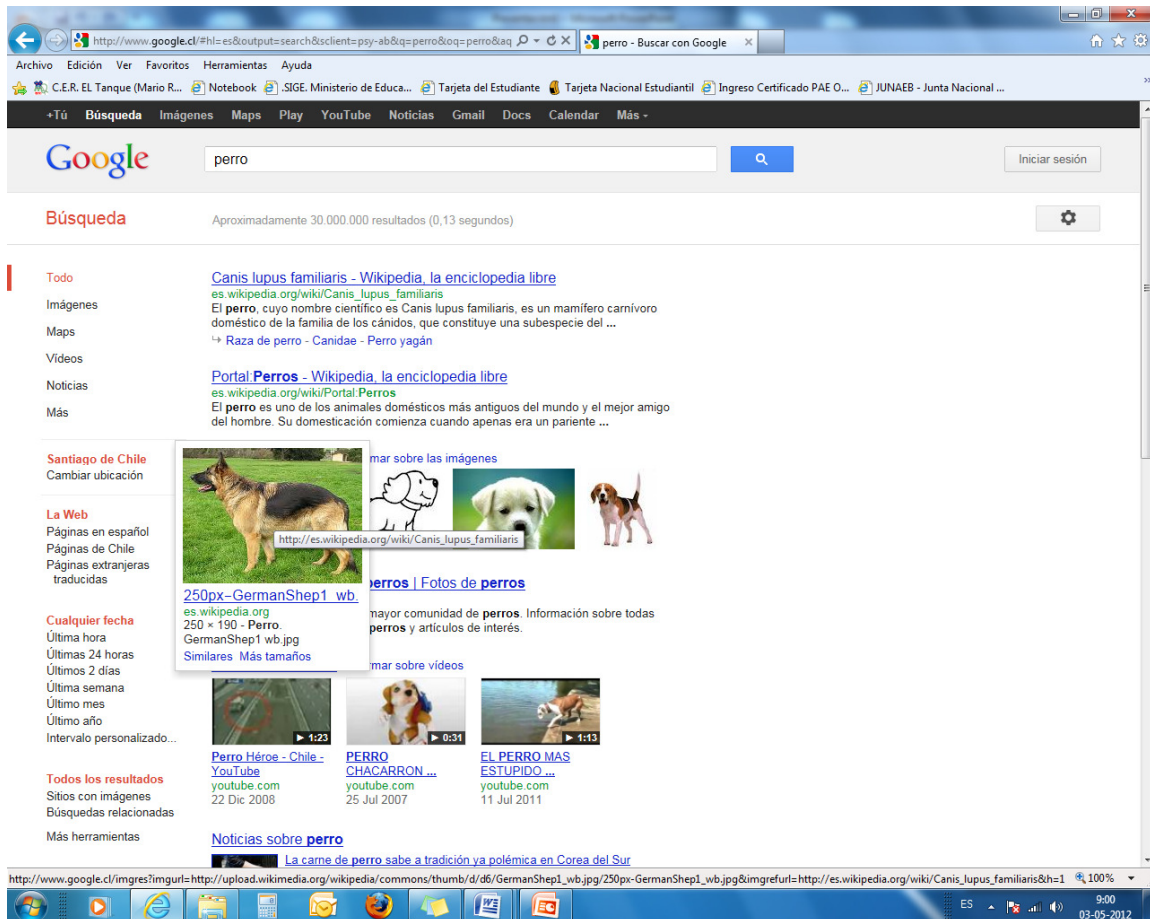 http://www.google.cl/#hl=es&output=search&sclient=psy-ab&q=perro&oq=perro&aq
perro - Buscar con Google
Archivo Edición Ver Favoritos Herramientas Ayuda
C.E.R. EL Tanque (Mario R... Notebook .SIGE. Ministerio de Educa... Tarjeta del Estudiante Tarjeta Nacional Estudiantil Ingreso Certificado PAE O... JUNAEB - Junta Nacional ...
+Tú Búsqueda Imágenes Maps Play YouTube Noticias Gmail Docs Calendar Más
Google
perro
Iniciar sesión
Búsqueda
Aproximadamente 30.000.000 resultados (0,13 segundos)
Todo
Imágenes
Maps
Vídeos
Noticias
Más
Santiago de Chile
Cambiar ubicación
La Web
Páginas en español
Páginas de Chile
Páginas extranjeras
traducidas
Cualquier fecha
Última hora
Últimas 24 horas
Últimos 2 días
Última semana
Último mes
Último año
Intervalo personalizado...
Todos los resultados
Sitios con imágenes
Búsquedas relacionadas
Más herramientas
Canis lupus familiaris - Wikipedia, la enciclopedia libre
es.wikipedia.org/wiki/Canis_lupus_familiaris
El perro, cuyo nombre científico es Canis lupus familiaris, es un mamífero carnívoro
doméstico de la familia de los cánidos, que constituye una subespecie del ...
Raza de perro - Canidae - Perro yagán
Portal:Perros - Wikipedia, la enciclopedia libre
es.wikipedia.org/wiki/Portal:Perros
El perro es uno de los animales domésticos más antiguos del mundo y el mejor amigo
del hombre. Su domesticación comienza cuando apenas era un pariente ...
mar sobre las imágenes
http://es.wikipedia.org/wiki/Canis_lupus_familiaris
250px-GermanShep1_wb.
es.wikipedia.org
250 × 190 - Perro.
GermanShep1 wb.jpg
Similares Más tamaños
perros | Fotos de perros
mayor comunidad de perros. Información sobre todas
perros y artículos de interés.
mar sobre vídeos
1:23
0:31
1:13
Perro Héroe - Chile -
YouTube
youtube.com
22 Dic 2008
PERRO
CHACARRON ...
youtube.com
25 Jul 2007
EL PERRO MAS
ESTUPIDO ...
youtube.com
11 Jul 2011
Noticias sobre perro
La carne de perro sabe a tradición ya polémica en Corea del Sur
http://www.google.cl/imgres?imgurl=http://upload.wikimedia.org/wikipedia/commons/thumb/d/d6/GermanShep1_wb.jpg/250px-GermanShep1_wb.jpg&imgrefurl=http://es.wikipedia.org/wiki/Canis_lupus_familiaris&h=1 100%
ES
9:00
03-05-2012